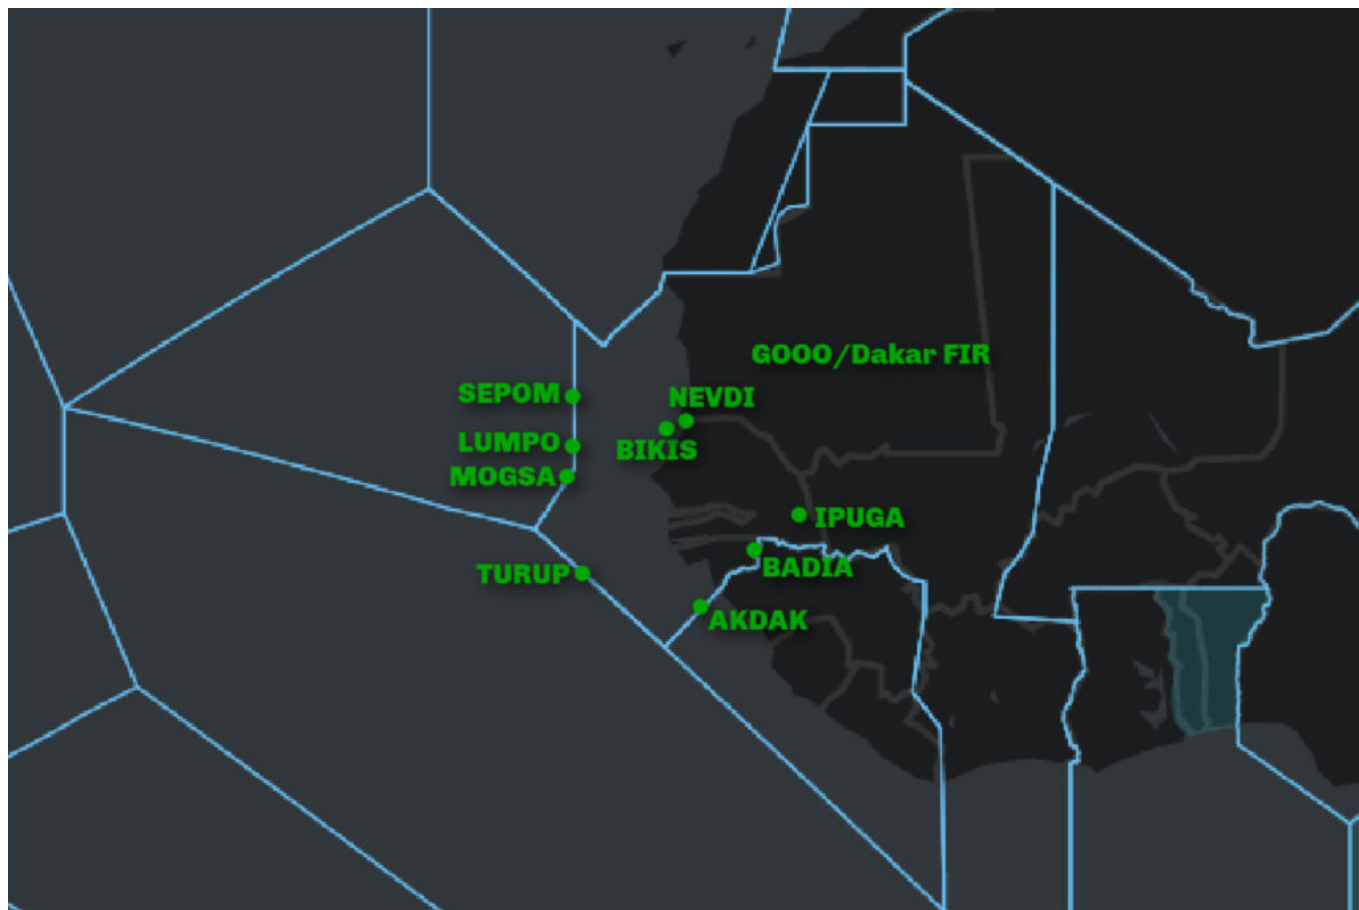 GOOO/Dakar FIR
SEPOM
NEVDI
LUMPO
BIKIS
MOGSA
IPUGA
BADIA
TURUP
AKDAK